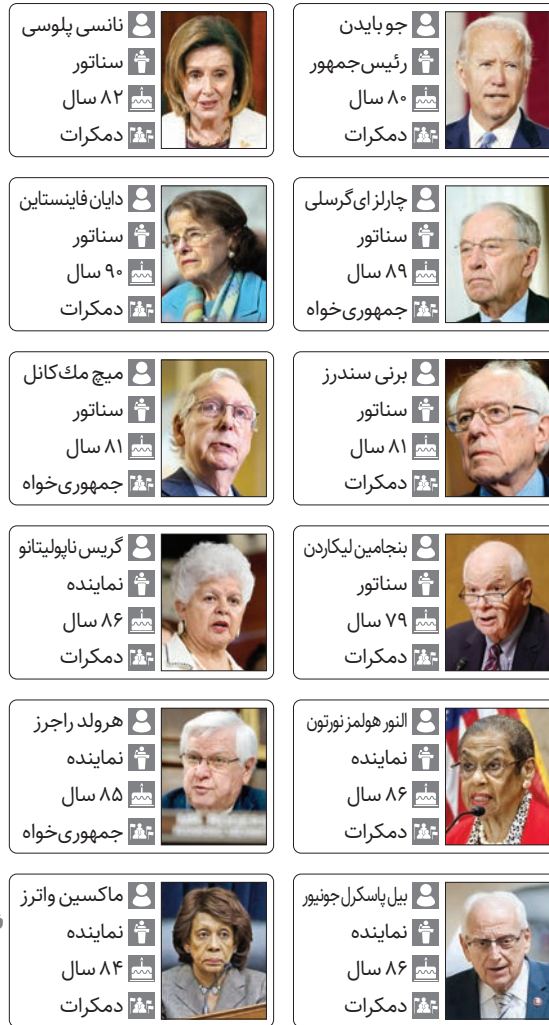 جو بایدن
رئیس‌جمهور
۸۰ سال
دمکرات
نانسی پلوسی
سناتور
۸۲ سال
دمکرات
چارلز ای‌گرسلی
سناتور
۸۹ سال
جمهوری‌خواه
دایان فاینستاین
سناتور
۹۰ سال
دمکرات
برنی سندرز
سناتور
۸۱ سال
دمکرات
میچ مك‌كانل
سناتور
۸۱ سال
جمهوری‌خواه
بنجامین لیکاردن
سناتور
۷۹ سال
دمکرات
گریس ناپولیتانو
نماینده
۸۶ سال
دمکرات
النور هولمز نورتون
نماینده
۸۶ سال
دمکرات
هرولد راجرز
نماینده
۸۵ سال
جمهوری‌خواه
بیل پاسکرل جونیور
نماینده
۸۶ سال
دمکرات
ماکسین واترز
نماینده
۸۴ سال
دمکرات